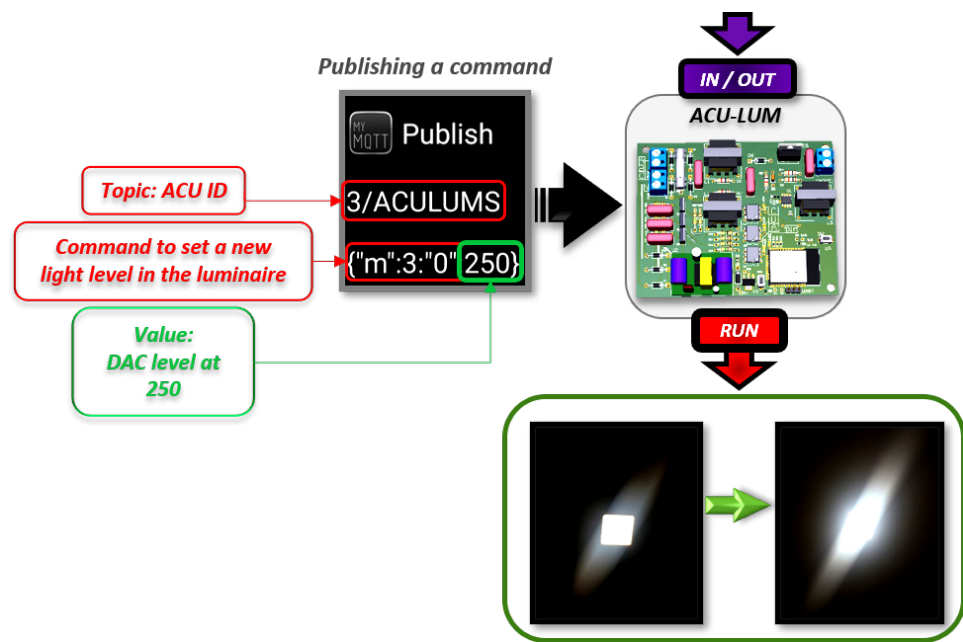 Publishing a command
IN / OUT
ACU-LUM
MY
MQTT
Publish
Topic: ACU ID
3/ACULUMS
Command to set a new
light level in the luminaire
{"m":3:"0" 250}
Value:
DAC level at
250
RUN